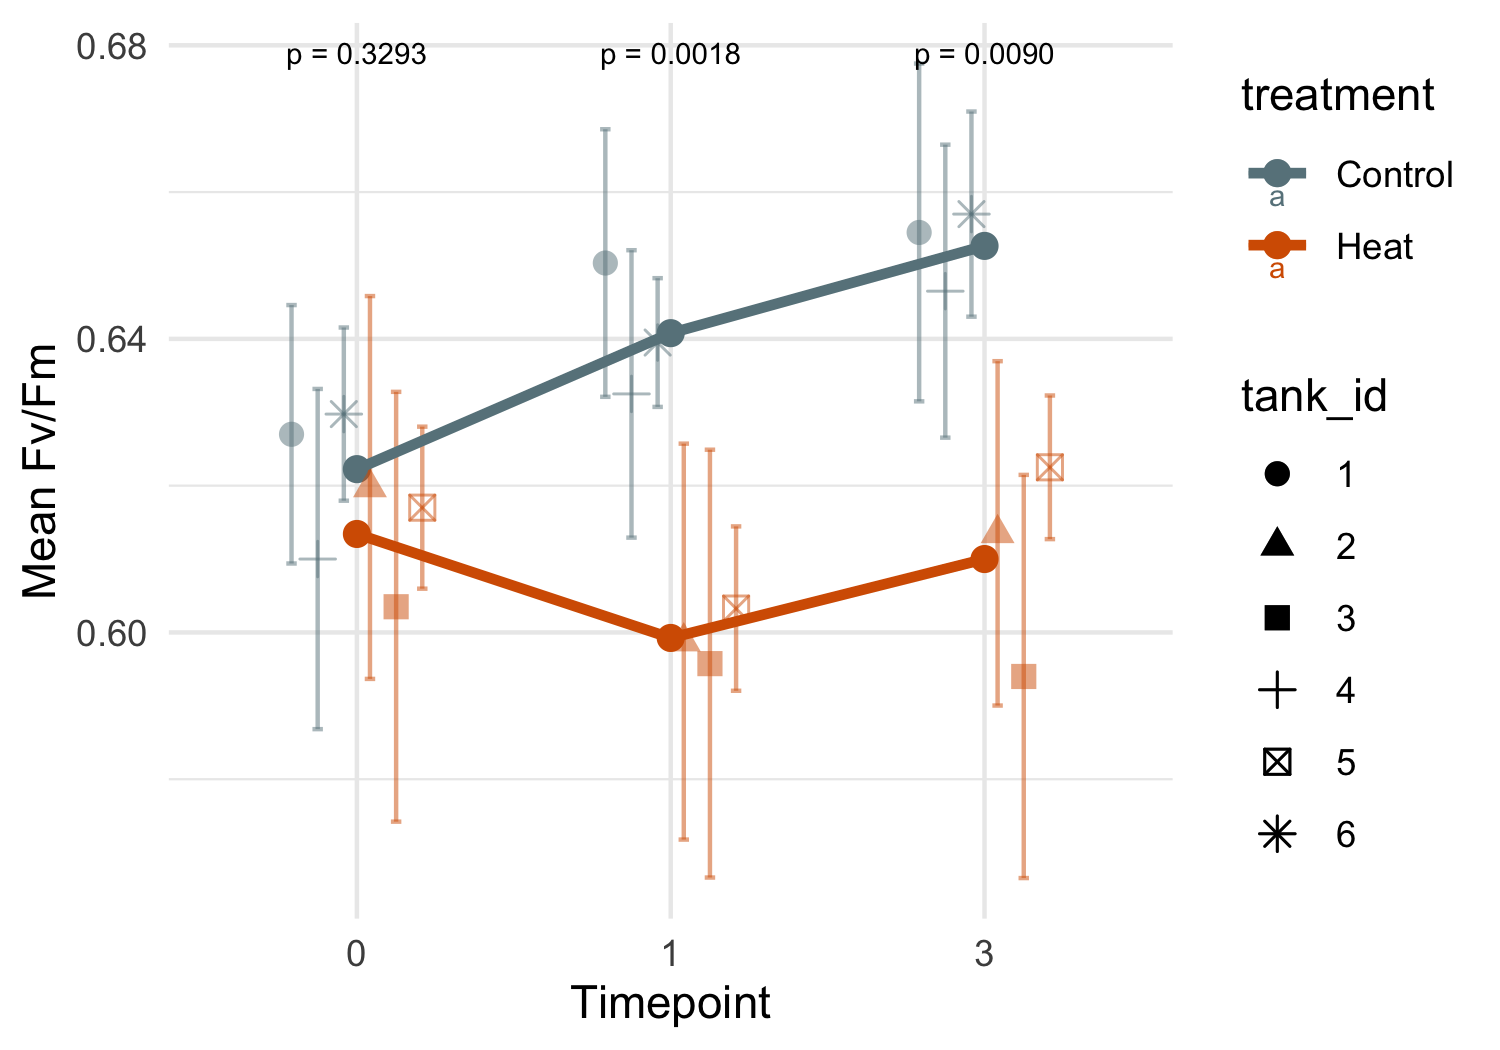 0.68
0.64
0.60
Mean Fv/Fm
p = 0.3293
p = 0.0018
p = 0.0090
0
1
3
Timepoint
treatment
a Control
a Heat
tank_id
1
2
3
4
5
6